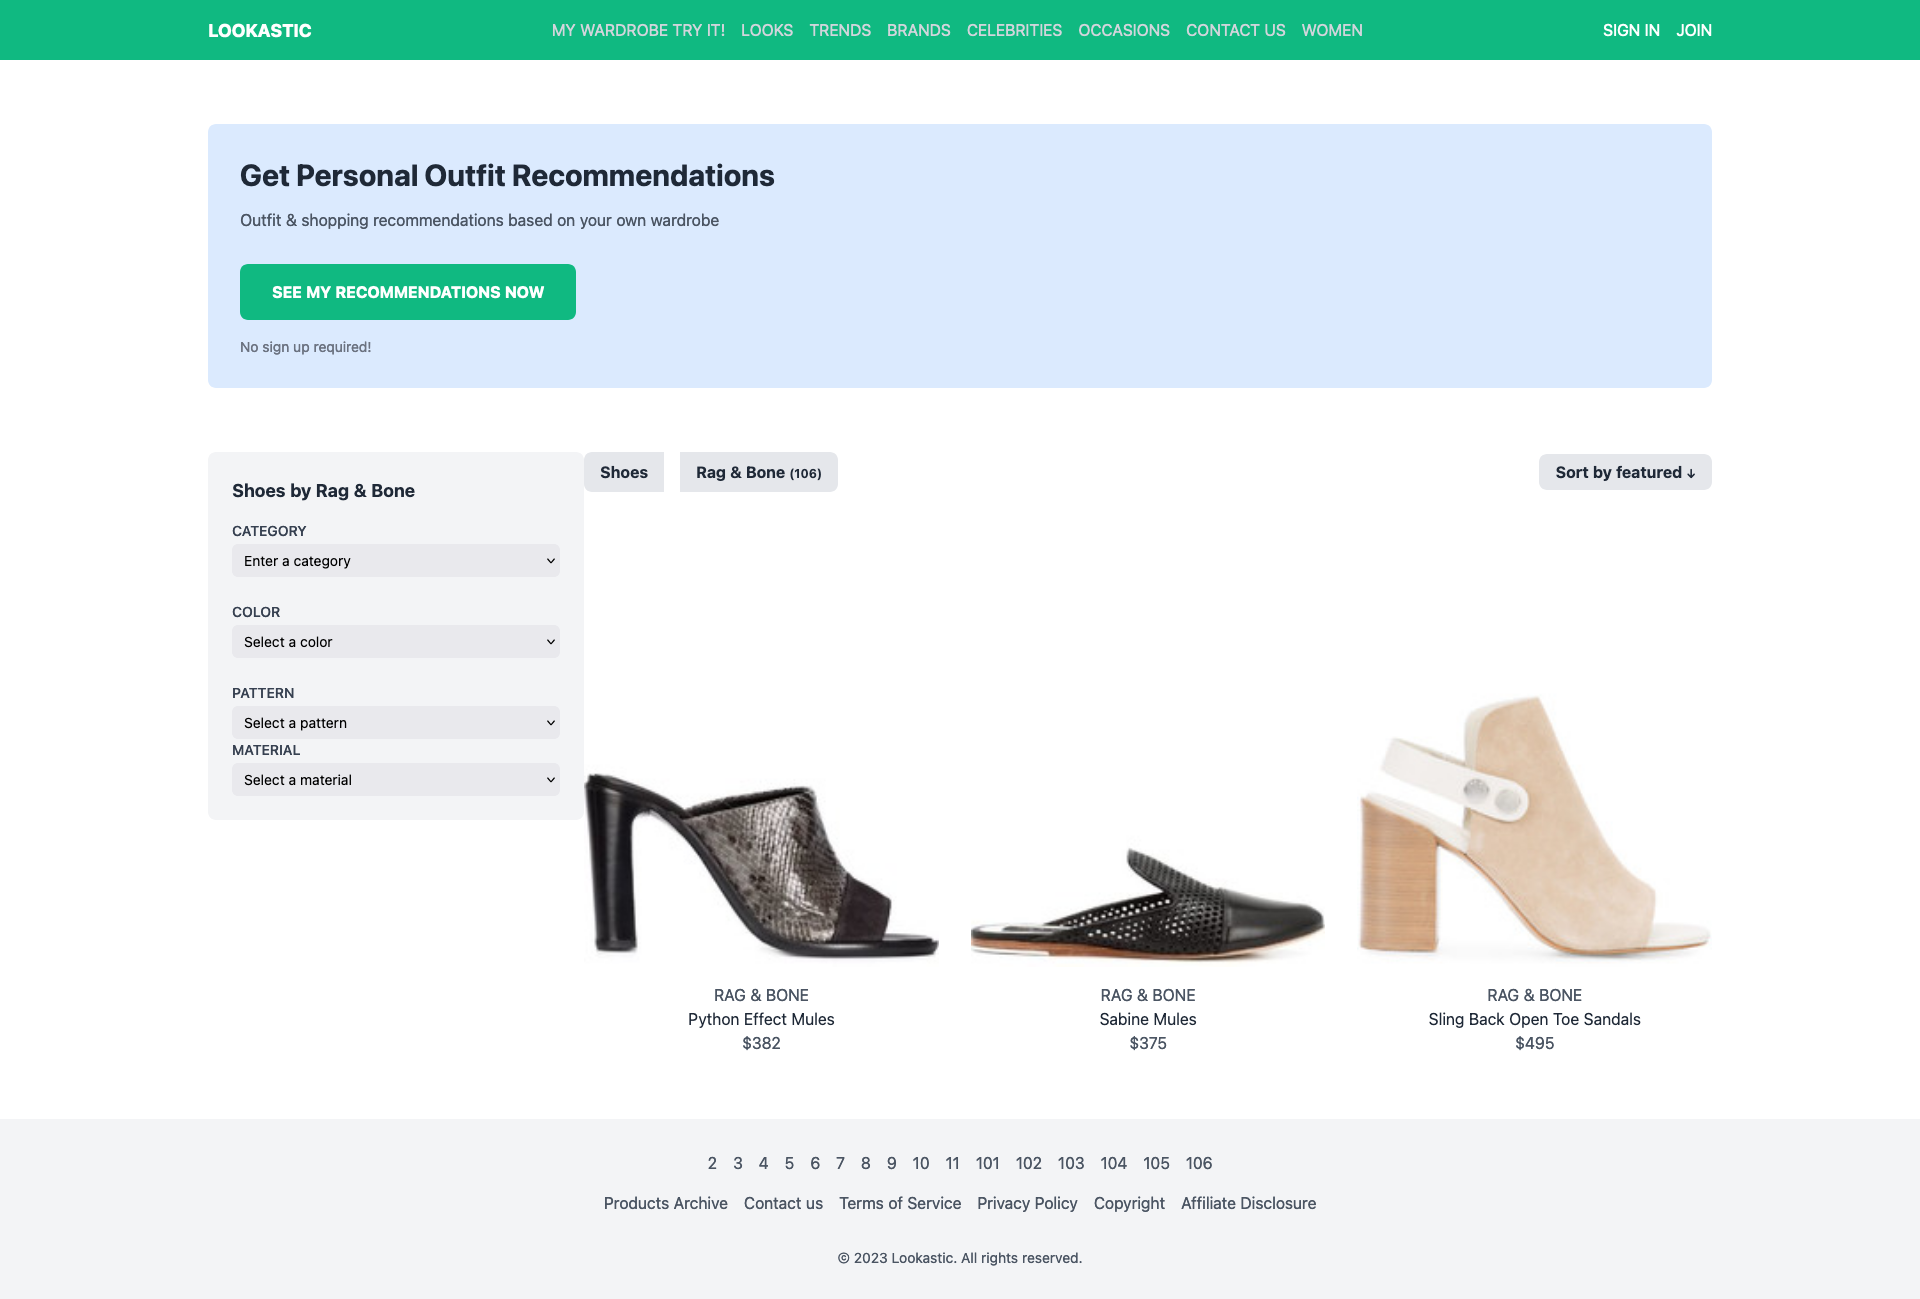 LOOKASTIC
MY WARDROBE TRY IT! LOOKS TRENDS BRANDS CELEBRITIES OCCASIONS CONTACT US WOMEN
SIGN IN JOIN
Get Personal Outfit Recommendations
Outfit & shopping recommendations based on your own wardrobe
SEE MY RECOMMENDATIONS NOW
No sign up required!
Shoes by Rag & Bone
CATEGORY
Enter a category
COLOR
Select a color
PATTERN
Select a pattern
MATERIAL
Select a material
Shoes Rag & Bone (106)
Sort by featured ↓
RAG & BONE
Python Effect Mules
$382
RAG & BONE
Sabine Mules
$375
RAG & BONE
Sling Back Open Toe Sandals
$495
2 3 4 5 6 7 8 9 10 11 101 102 103 104 105 106
Products Archive Contact us Terms of Service Privacy Policy Copyright Affiliate Disclosure
© 2023 Lookastic. All rights reserved.